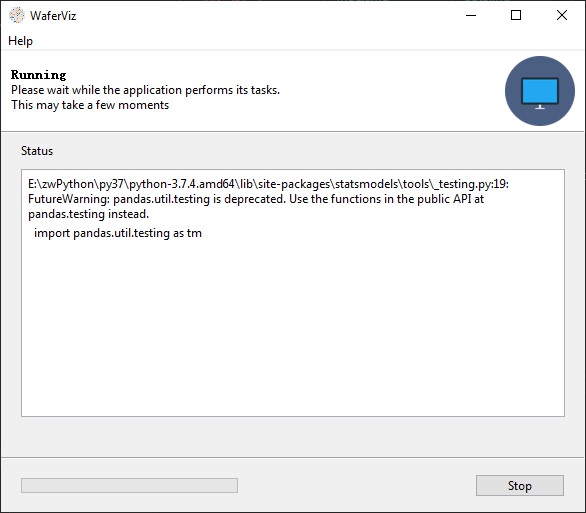 WaferViz
Help
Running
Please wait while the application performs its tasks.
This may take a few moments
Status
E:\zwPython\py37\python-3.7.4.amd64\lib\site-packages\statsmodels\tools\_testing.py:19:
FutureWarning: pandas.util.testing is deprecated. Use the functions in the public API at
pandas.testing instead.
import pandas.util.testing as tm
Stop